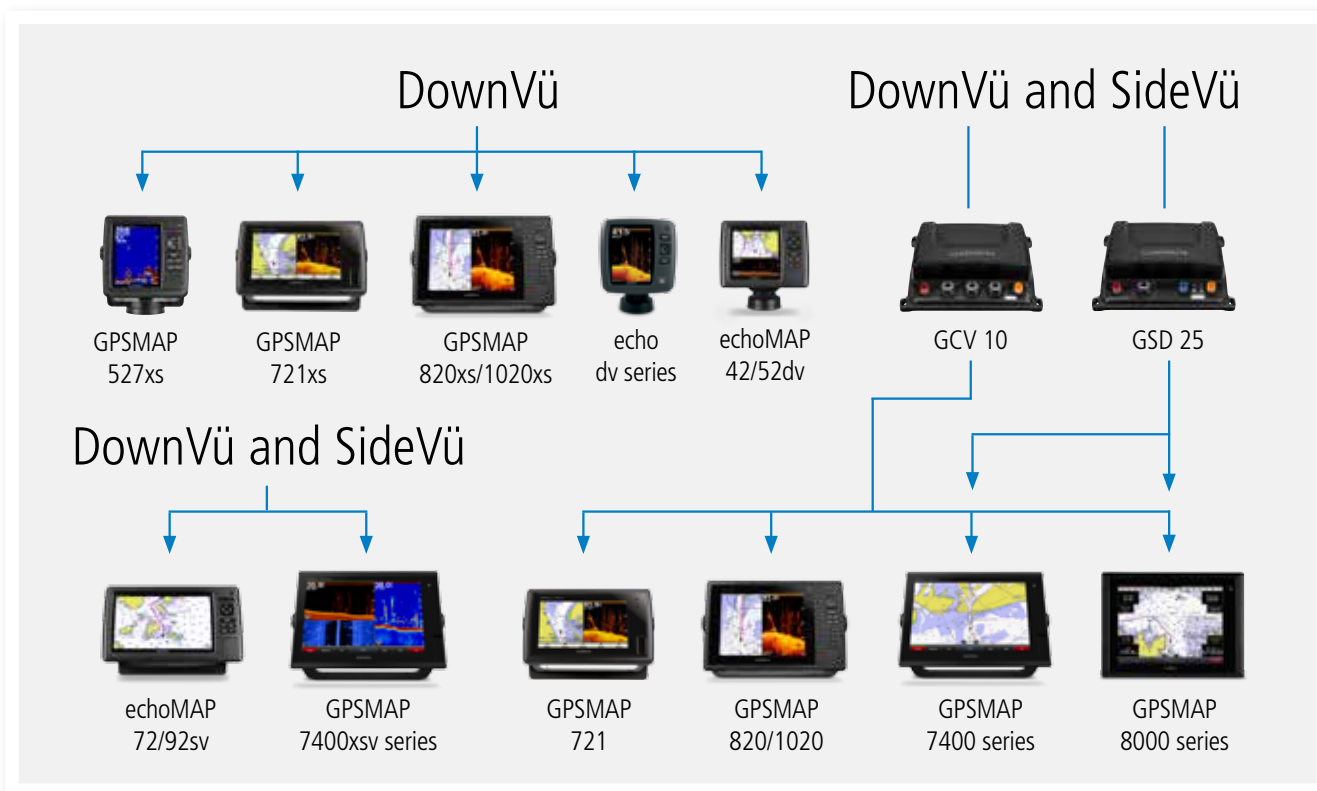 DownVü
DownVü and SideVü
GPSMAP
527xs
GPSMAP
721xs
GPSMAP
820xs/1020xs
echo
dv series
echoMAP
42/52dv
GCV 10
GSD 25
DownVü and SideVü
echoMAP
72/92sv
GPSMAP
7400xsv series
GPSMAP
721
GPSMAP
820/1020
GPSMAP
7400 series
GPSMAP
8000 series